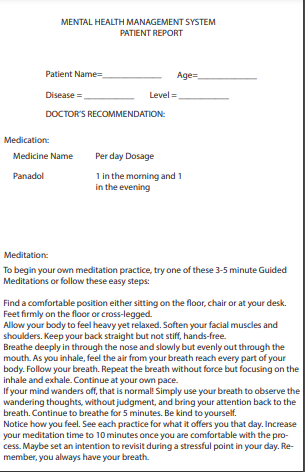 MENTAL HEALTH MANAGEMENT SYSTEM
PATIENT REPORT
Patient Name=_____________ Age=_____________
Disease = ___________ Level = ___________
DOCTOR'S RECOMMENDATION:
Medication:
Medicine Name Per day Dosage
Panadol 1 in the morning and 1
in the evening
Meditation:
To begin your own meditation practice, try one of these 3-5 minute Guided
Meditations or follow these easy steps:
Find a comfortable position either sitting on the floor, chair or at your desk.
Feet firmly on the floor or cross-legged.
Allow your body to feel heavy yet relaxed. Soften your facial muscles and
shoulders. Keep your back straight but not stiff, hands-free.
Breathe deeply in through the nose and slowly but evenly out through the
mouth. As you inhale, feel the air from your breath reach every part of your
body. Follow your breath. Repeat the breath without force but focusing on the
inhale and exhale. Continue at your own pace.
If your mind wanders off, that is normal! Simply use your breath to observe the
wandering thoughts, without judgment, and bring your attention back to the
breath. Continue to breathe for 5 minutes. Be kind to yourself.
Notice how you feel. See each practice for what it offers you that day. Increase
your meditation time to 10 minutes once you are comfortable with the pro-
cess. Maybe set an intention to revisit during a stressful point in your day. Re-
member, you always have your breath.